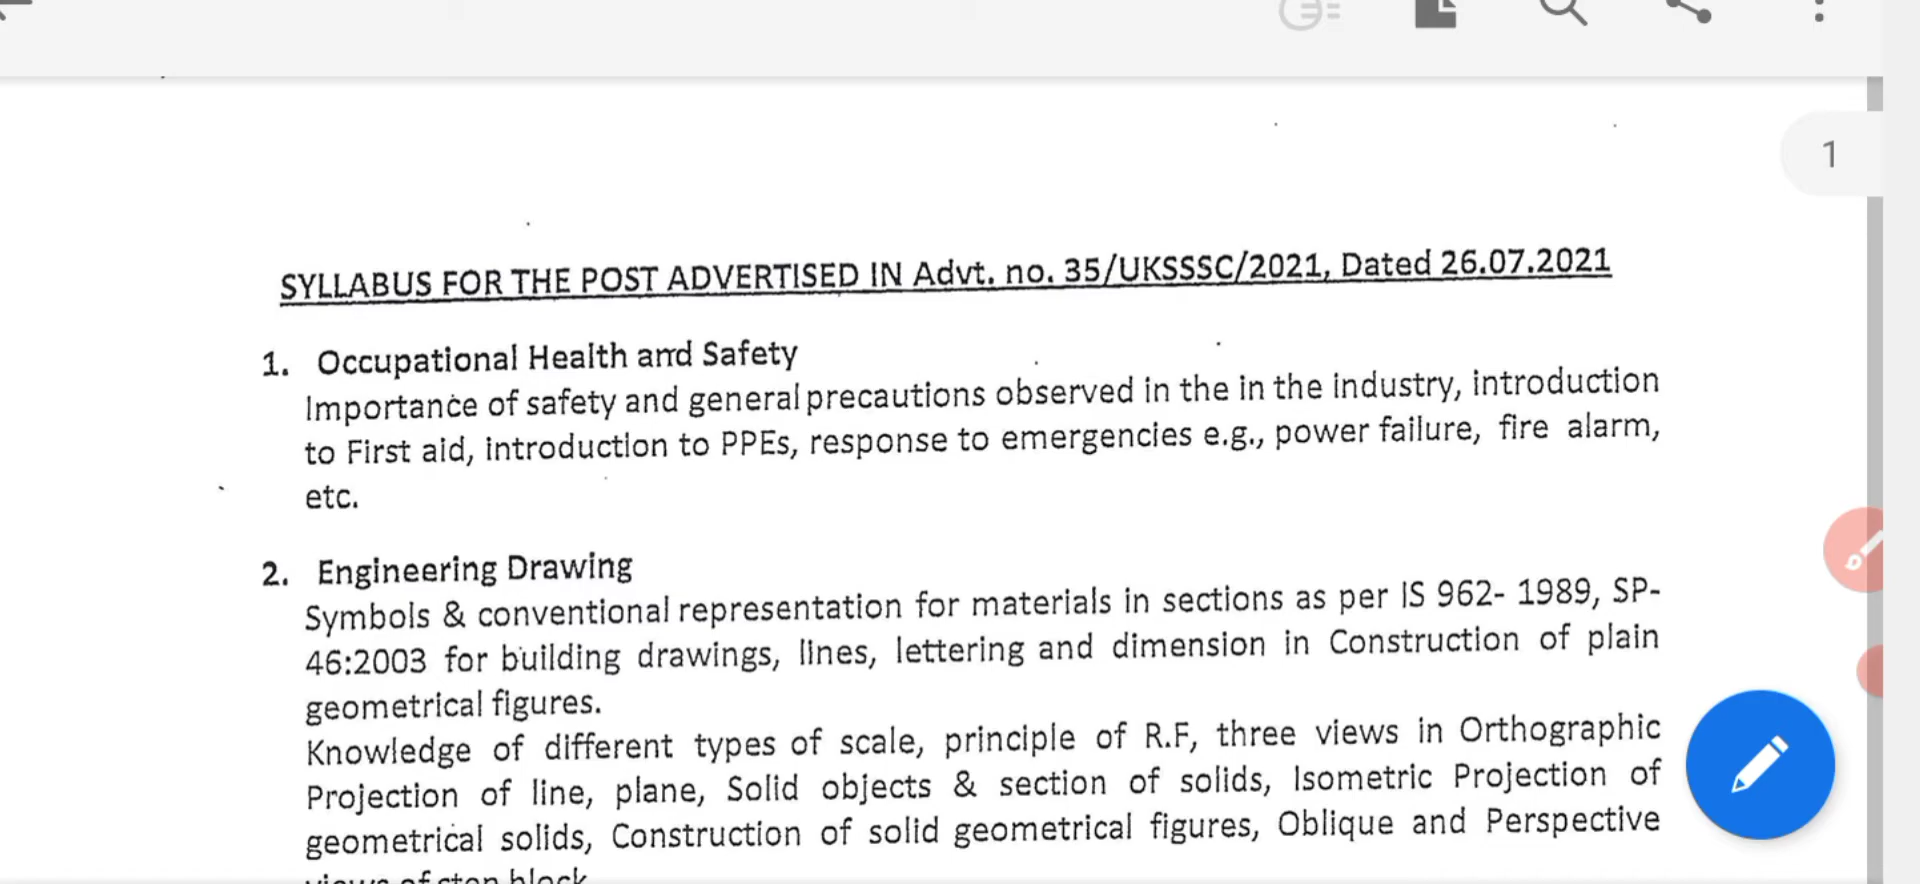 1
SYLLABUS FOR THE POST ADVERTISED IN Advt. no. 35/UKSSSC/2021, Dated 26.07.2021
1. Occupational Health and Safety
Importance of safety and general precautions observed in the in the industry, introduction
to First aid, introduction to PPEs, response to emergencies e.g., power failure, fire alarm,
etc.
2. Engineering Drawing
Symbols & conventional representation for materials in sections as per IS 962- 1989, SP-
46:2003 for building drawings, lines, lettering and dimension in Construction of plain
geometrical figures.
Knowledge of different types of scale, principle of R.F, three views in Orthographic
Projection of line, plane, Solid objects & section of solids, Isometric Projection of
geometrical solids, Construction of solid geometrical figures, Oblique and Perspective
views of step block